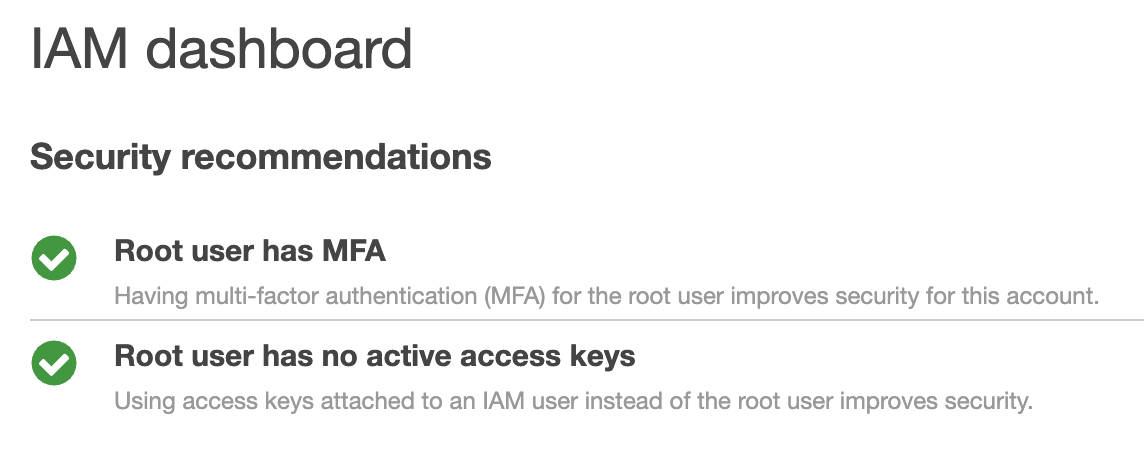 IAM dashboard
Security recommendations
Root user has MFA
Having multi-factor authentication (MFA) for the root user improves security for this account.
Root user has no active access keys
Using access keys attached to an IAM user instead of the root user improves security.